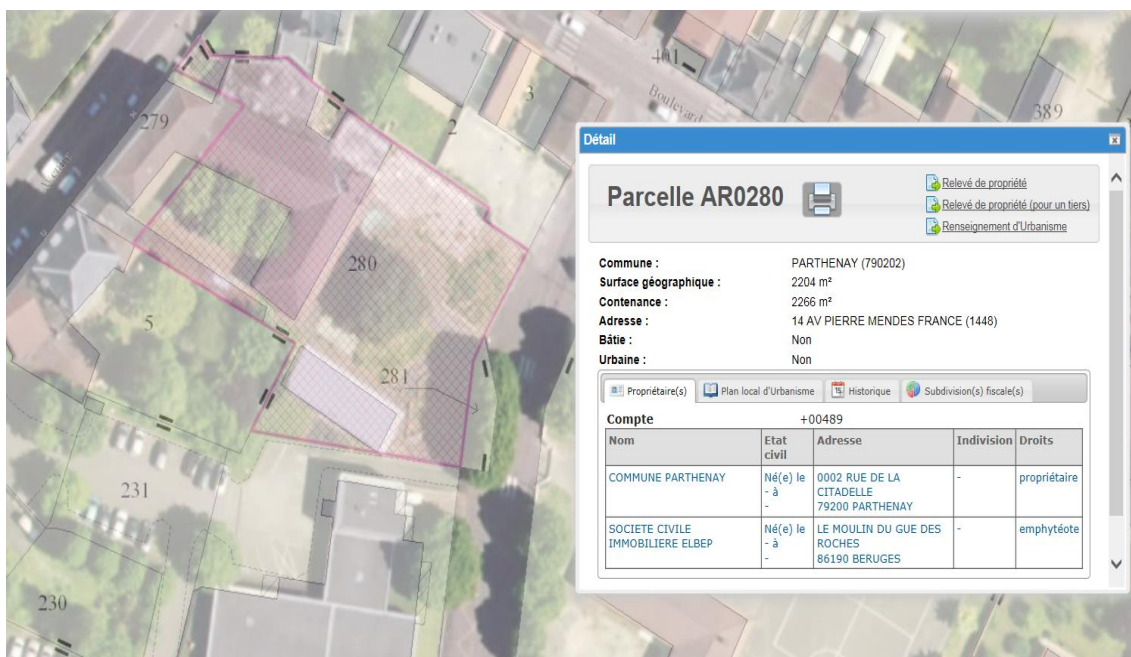 401
Boulevard
3
389
279
2
280
5
281
231
230
Détail
Parcelle AR0280
Relevé de propriété
Relevé de propriété (pour un tiers)
Renseignement d'Urbanisme
Commune : PARTHENAY (790202)
Surface géographique : 2204 m²
Contenance : 2266 m²
Adresse : 14 AV PIERRE MENDES FRANCE (1448)
Bâtie : Non
Urbaine : Non
Propriétaire(s) Plan local d'Urbanisme Historique Subdivision(s) fiscale(s)
Compte +00489
Nom Etat civil Adresse Indivision Droits
COMMUNE PARTHENAY Né(e) le - à - 0002 RUE DE LA CITADELLE 79200 PARTHENAY - propriétaire
SOCIETE CIVILE IMMOBILIERE ELBEP Né(e) le - à - LE MOULIN DU GUE DES ROCHES 86190 BERUGES - emphytéote